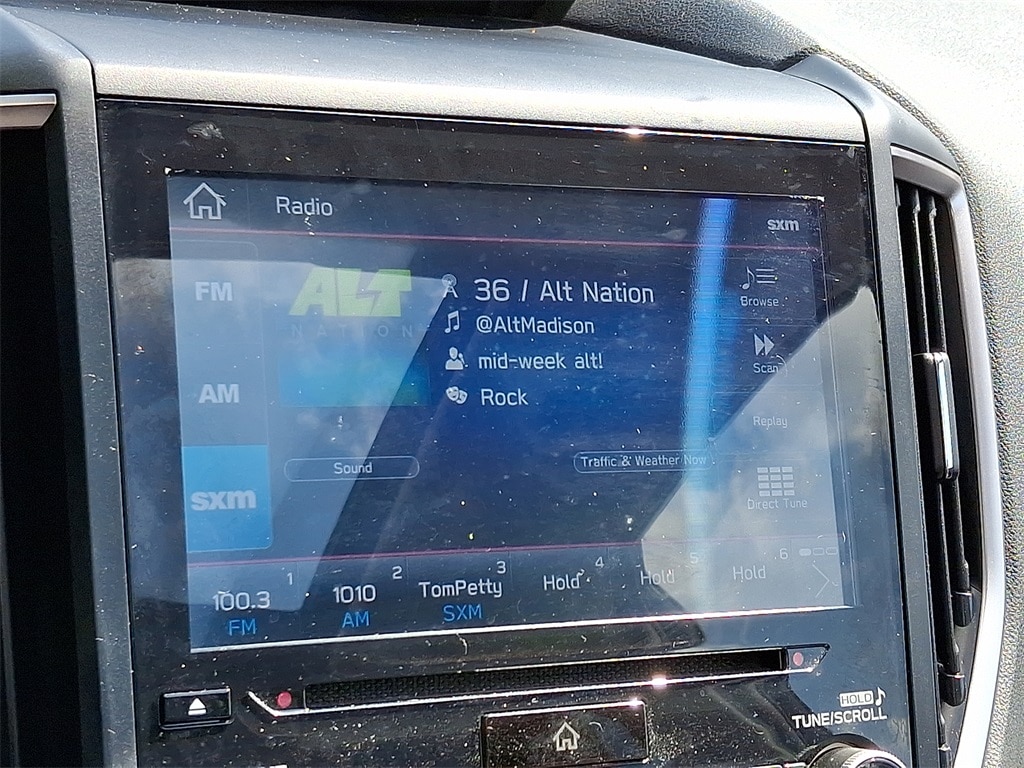 Radio
sxm
FM
ALT
NATION
36 / Alt Nation
@AltMadison
mid-week alt!
Rock
Browse
Scan
AM
Replay
Sound
Traffic & Weather Now
sxm
Direct Tune
1
2
3
4
5
6
100.3
1010
TomPetty
Hold
Hold
Hold
FM
AM
SXM
HOLD
TUNE/SCROLL